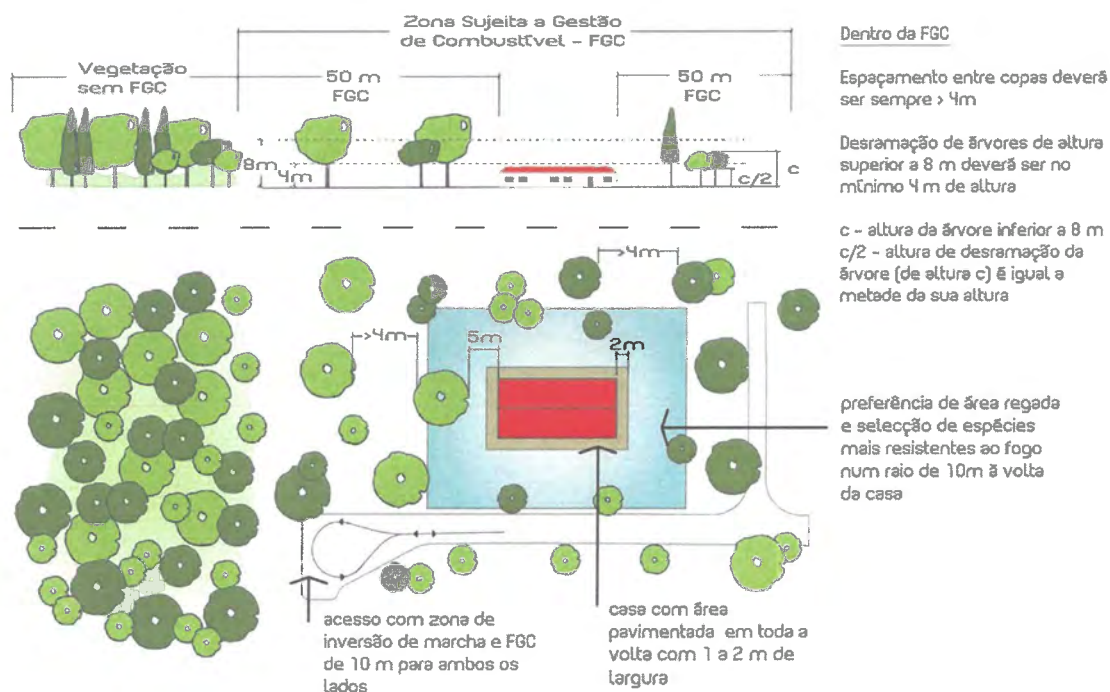 Zona Sujeita a Gestão
de Combustível - FGC
Vegetação
sem FGC
50 m
FGC
50 m
FGC
8m
4m
c/2
c
Dentro da FGC
Espaçamento entre copas deverá
ser sempre > 4m
Desramação de árvores de altura
superior a 8 m deverá ser no
mínimo 4 m de altura
c - altura da árvore inferior a 8 m
c/2 - altura de desramação da
árvore (de altura c) é igual a
metade da sua altura
>4m
>4m
5m
2m
preferência de área regada
e selecção de espécies
mais resistentes ao fogo
num raio de 10m à volta
da casa
acesso com zona de
inversão de marcha e FGC
de 10 m para ambos os
lados
casa com área
pavimentada em toda a
volta com 1 a 2 m de
largura